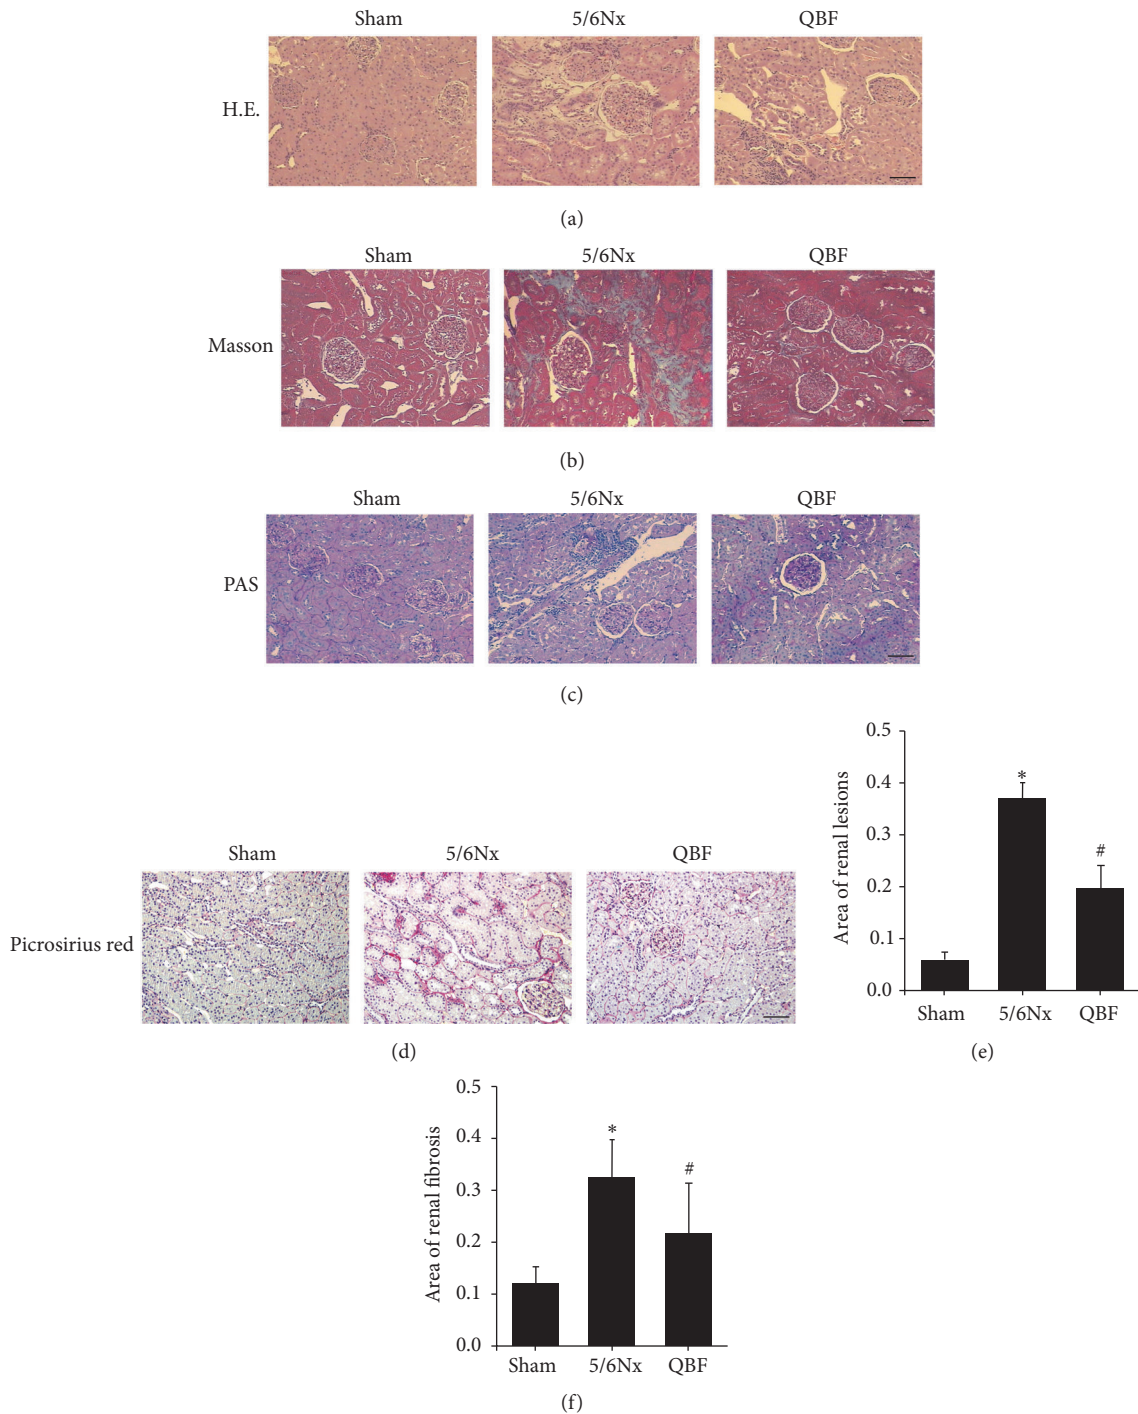 Sham 5/6Nx QBF
H.E.
(a)
Sham 5/6Nx QBF
Masson
(b)
Sham 5/6Nx QBF
PAS
(c)
Sham 5/6Nx QBF
Picrosirius red
(d)
0.5
0.4
0.3
0.2
0.1
0.0
Area of renal lesions
*
#
Sham 5/6Nx QBF
(e)
0.5
0.4
0.3
0.2
0.1
0.0
Area of renal fibrosis
*
#
Sham 5/6Nx QBF
(f)